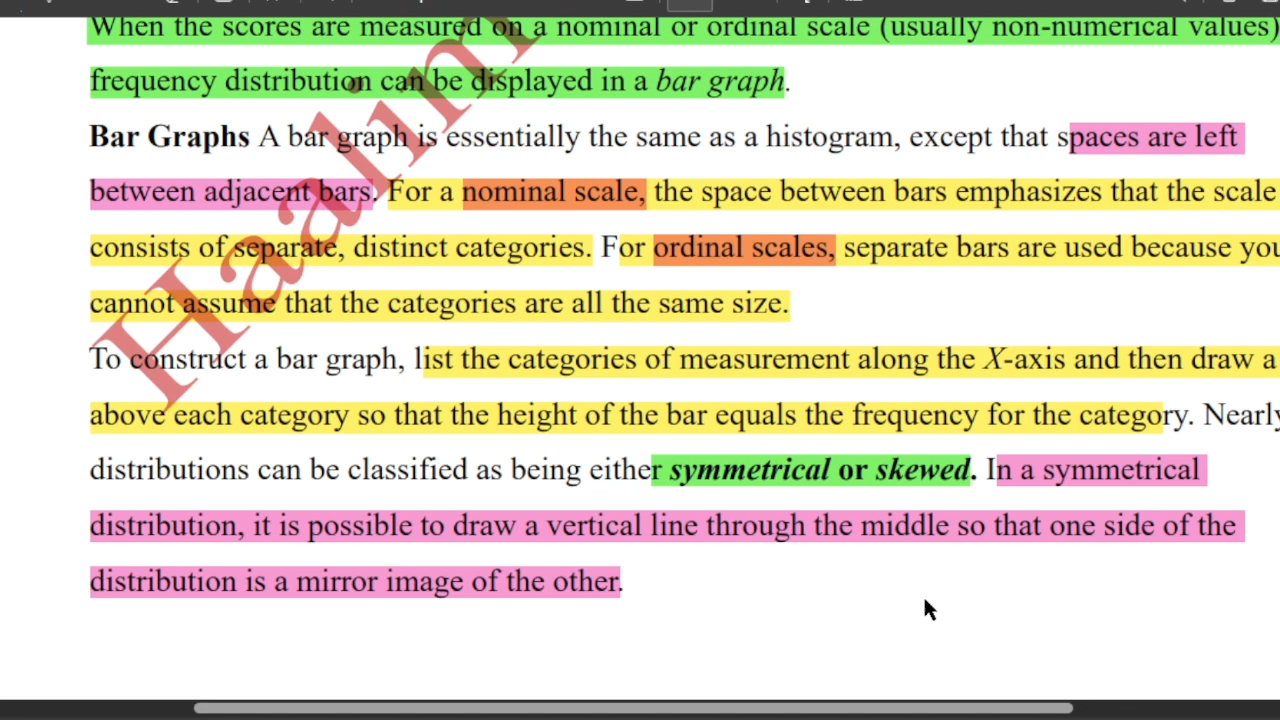 When the scores are measured on a nominal or ordinal scale (usually non-numerical values)
frequency distribution can be displayed in a bar graph.
Bar Graphs A bar graph is essentially the same as a histogram, except that spaces are left
between adjacent bars. For a nominal scale, the space between bars emphasizes that the scale
consists of separate, distinct categories. For ordinal scales, separate bars are used because you
cannot assume that the categories are all the same size.
To construct a bar graph, list the categories of measurement along the X-axis and then draw a
above each category so that the height of the bar equals the frequency for the category. Nearly
distributions can be classified as being either symmetrical or skewed. In a symmetrical
distribution, it is possible to draw a vertical line through the middle so that one side of the
distribution is a mirror image of the other.
Haalim